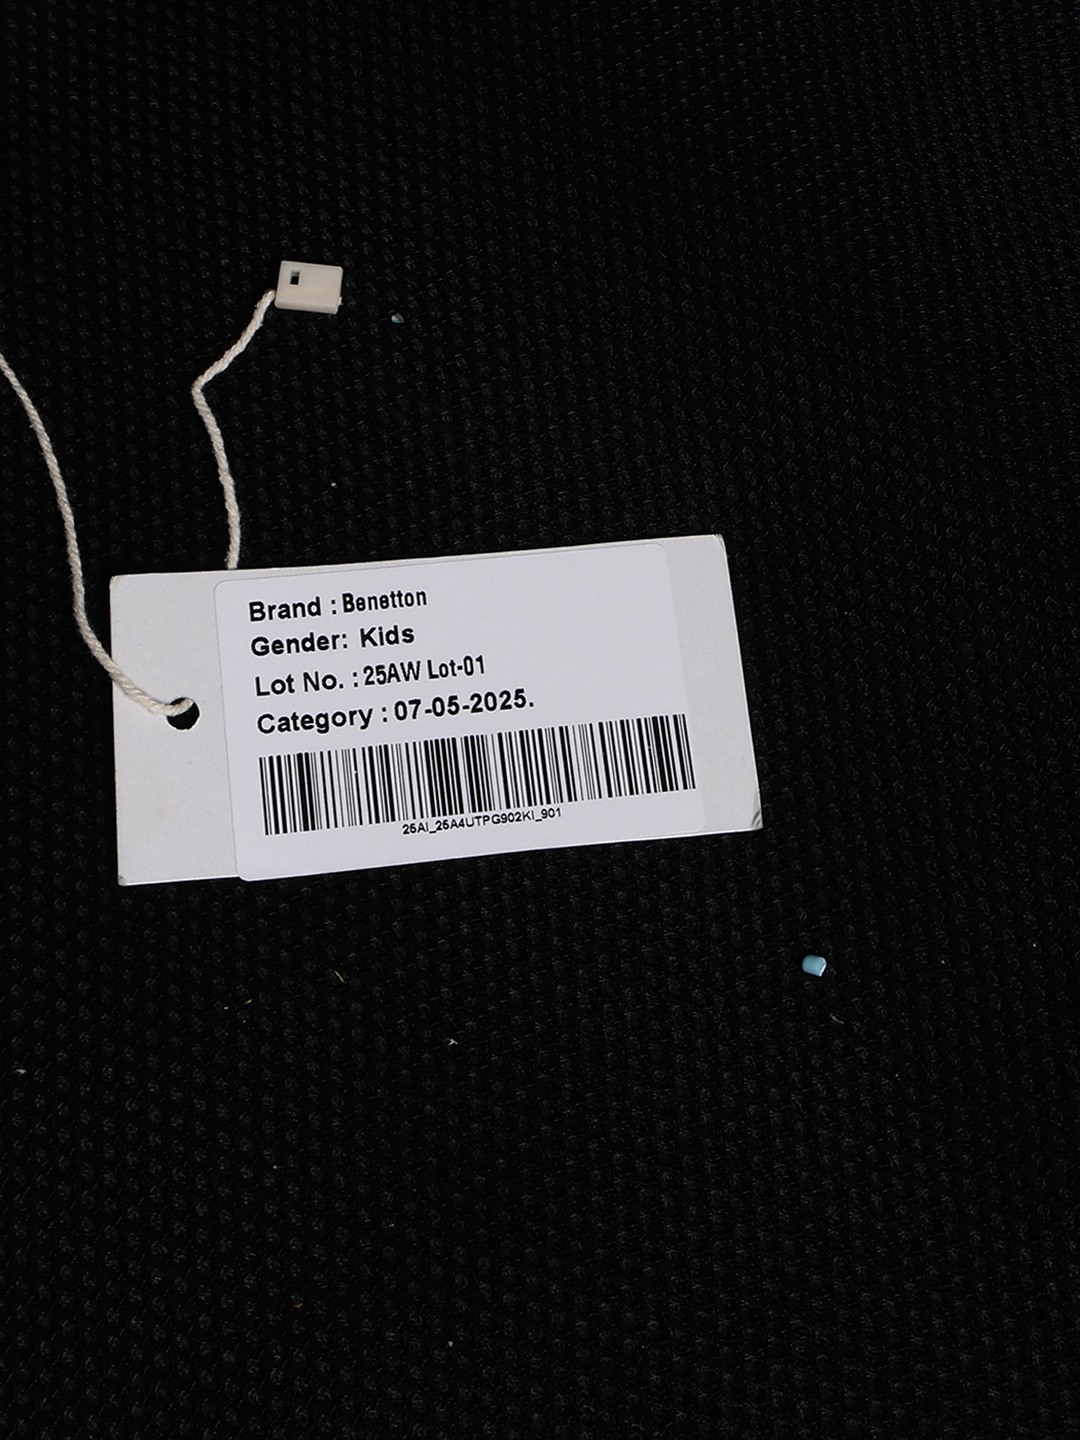 Brand : Benetton
Gender: Kids
Lot No. : 25AW Lot-01
Category : 07-05-2025.
25AI_25A4UTPG902KI_901